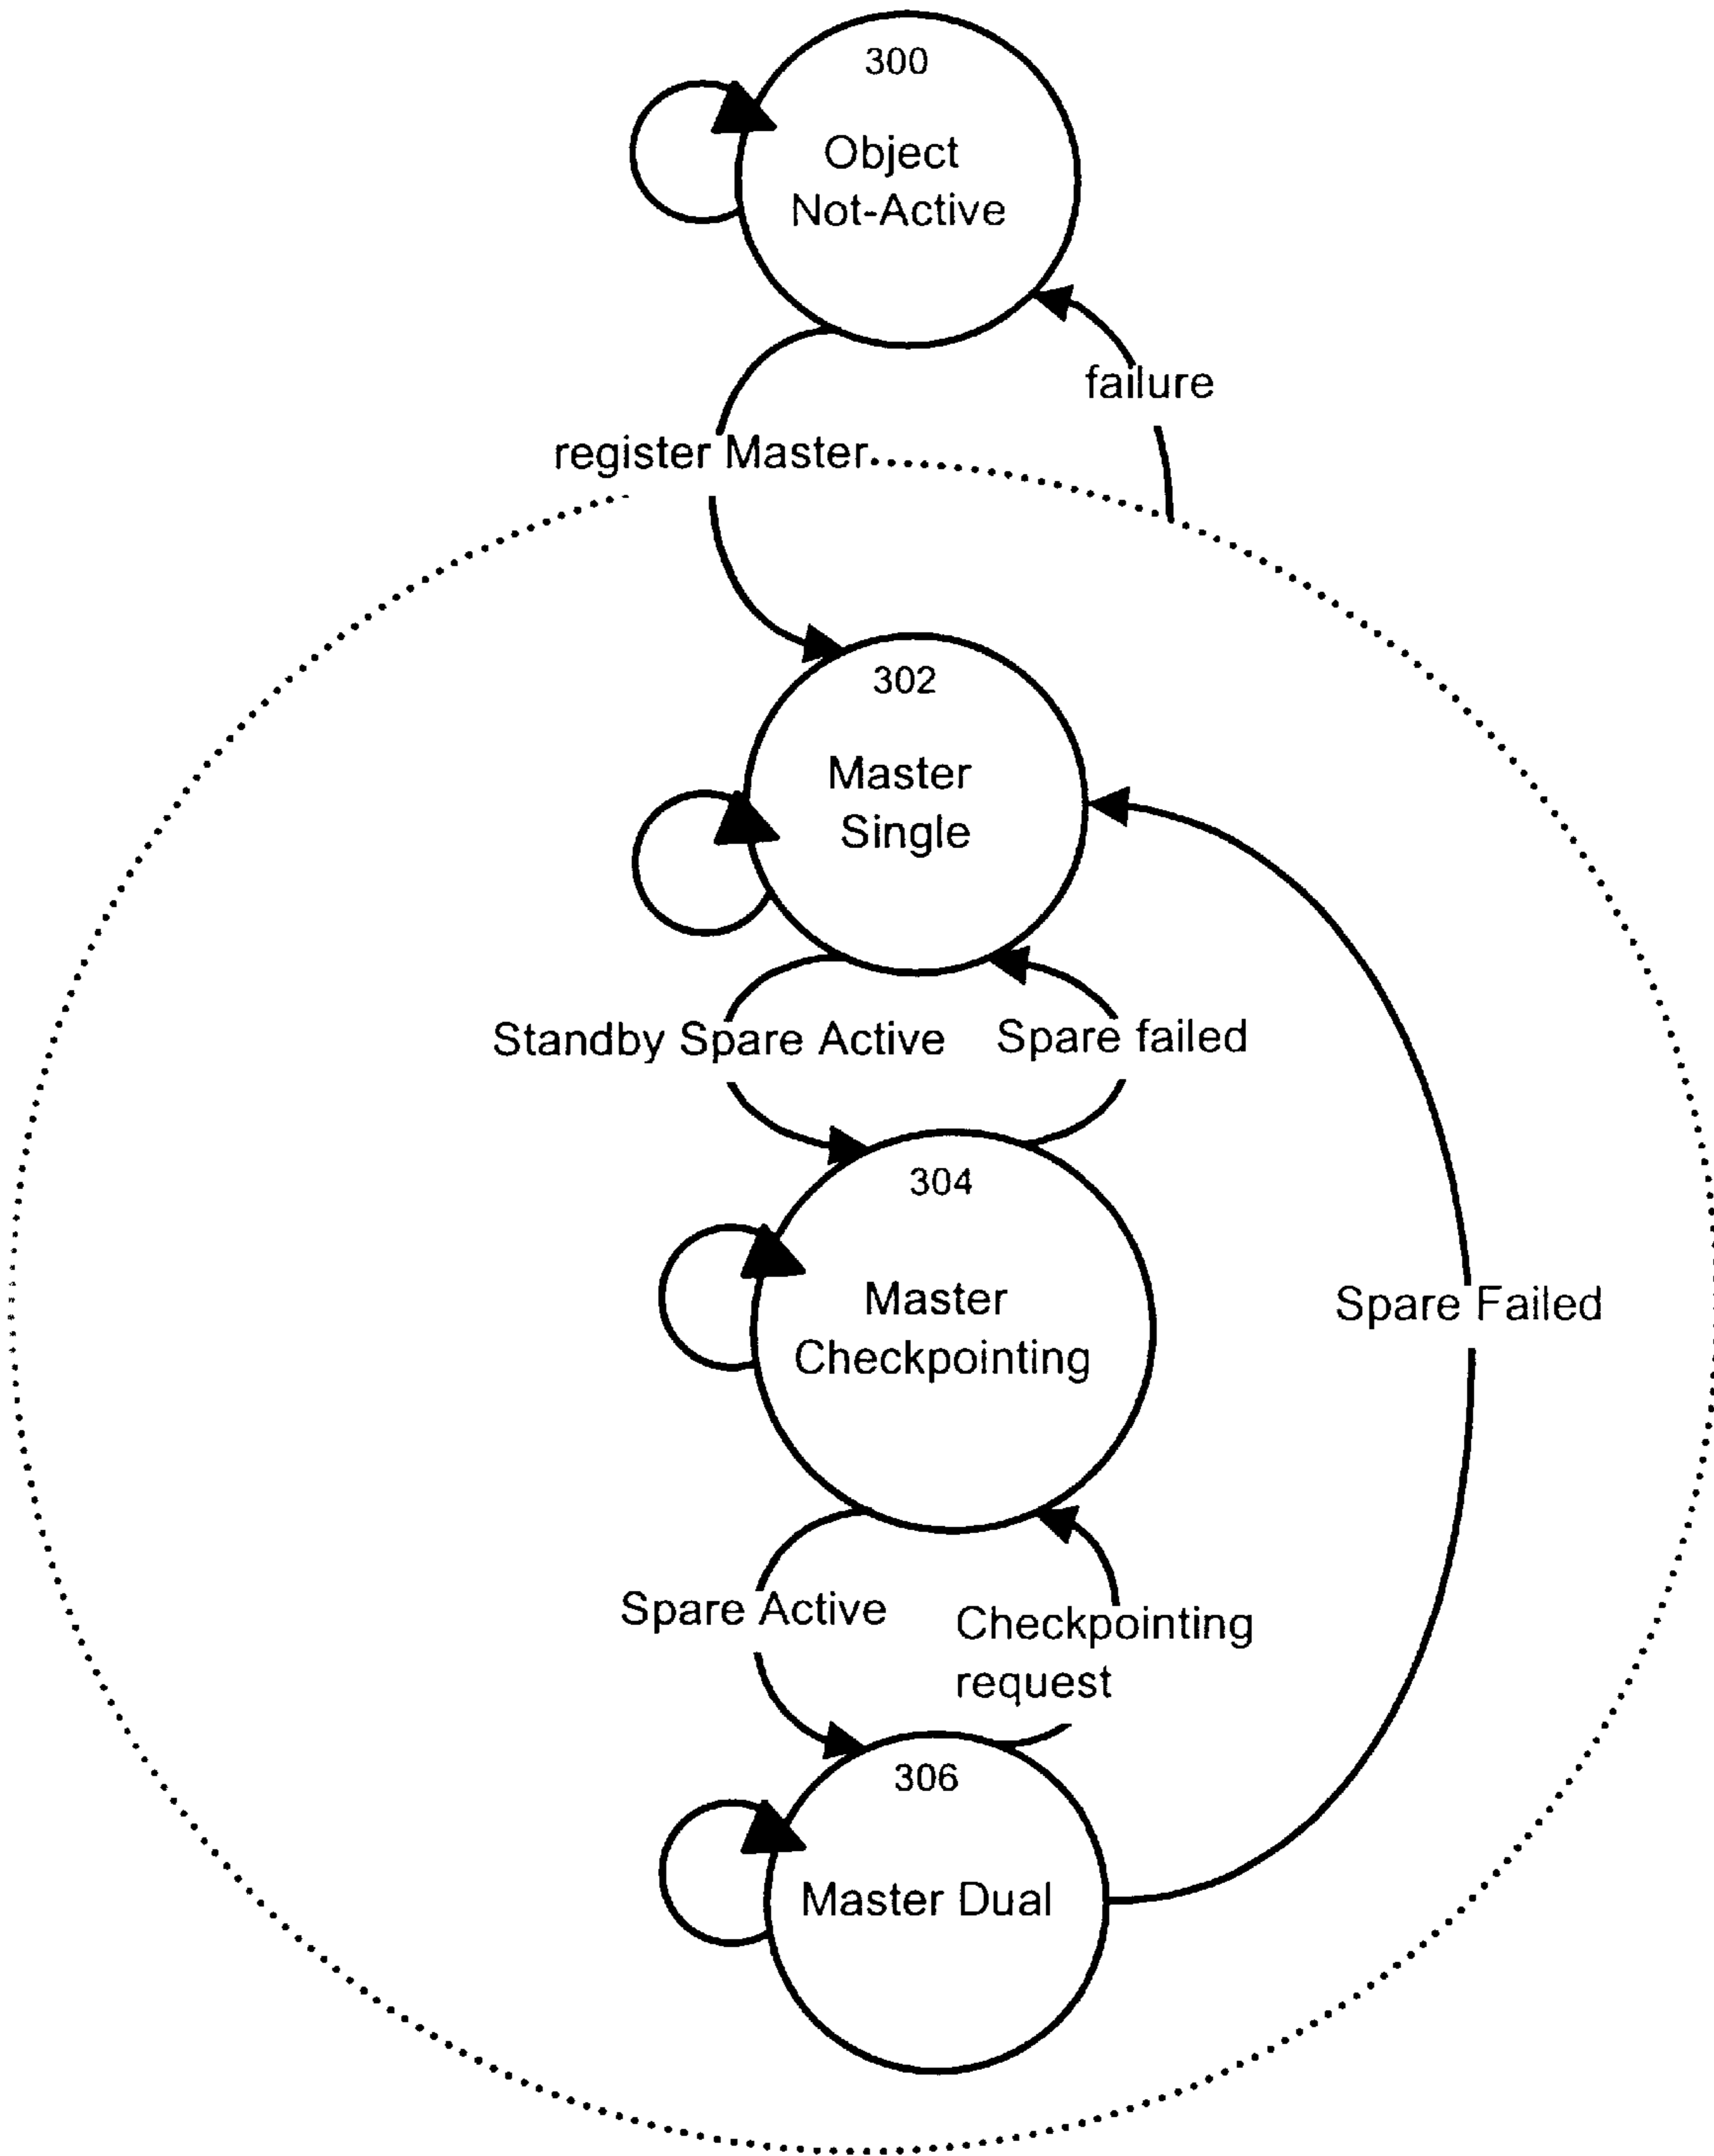 300
Object
Not-Active
failure
register Master
302
Master
Single
Standby Spare Active
Spare failed
304
Master
Checkpointing
Spare Failed
Spare Active
Checkpointing
request
306
Master Dual